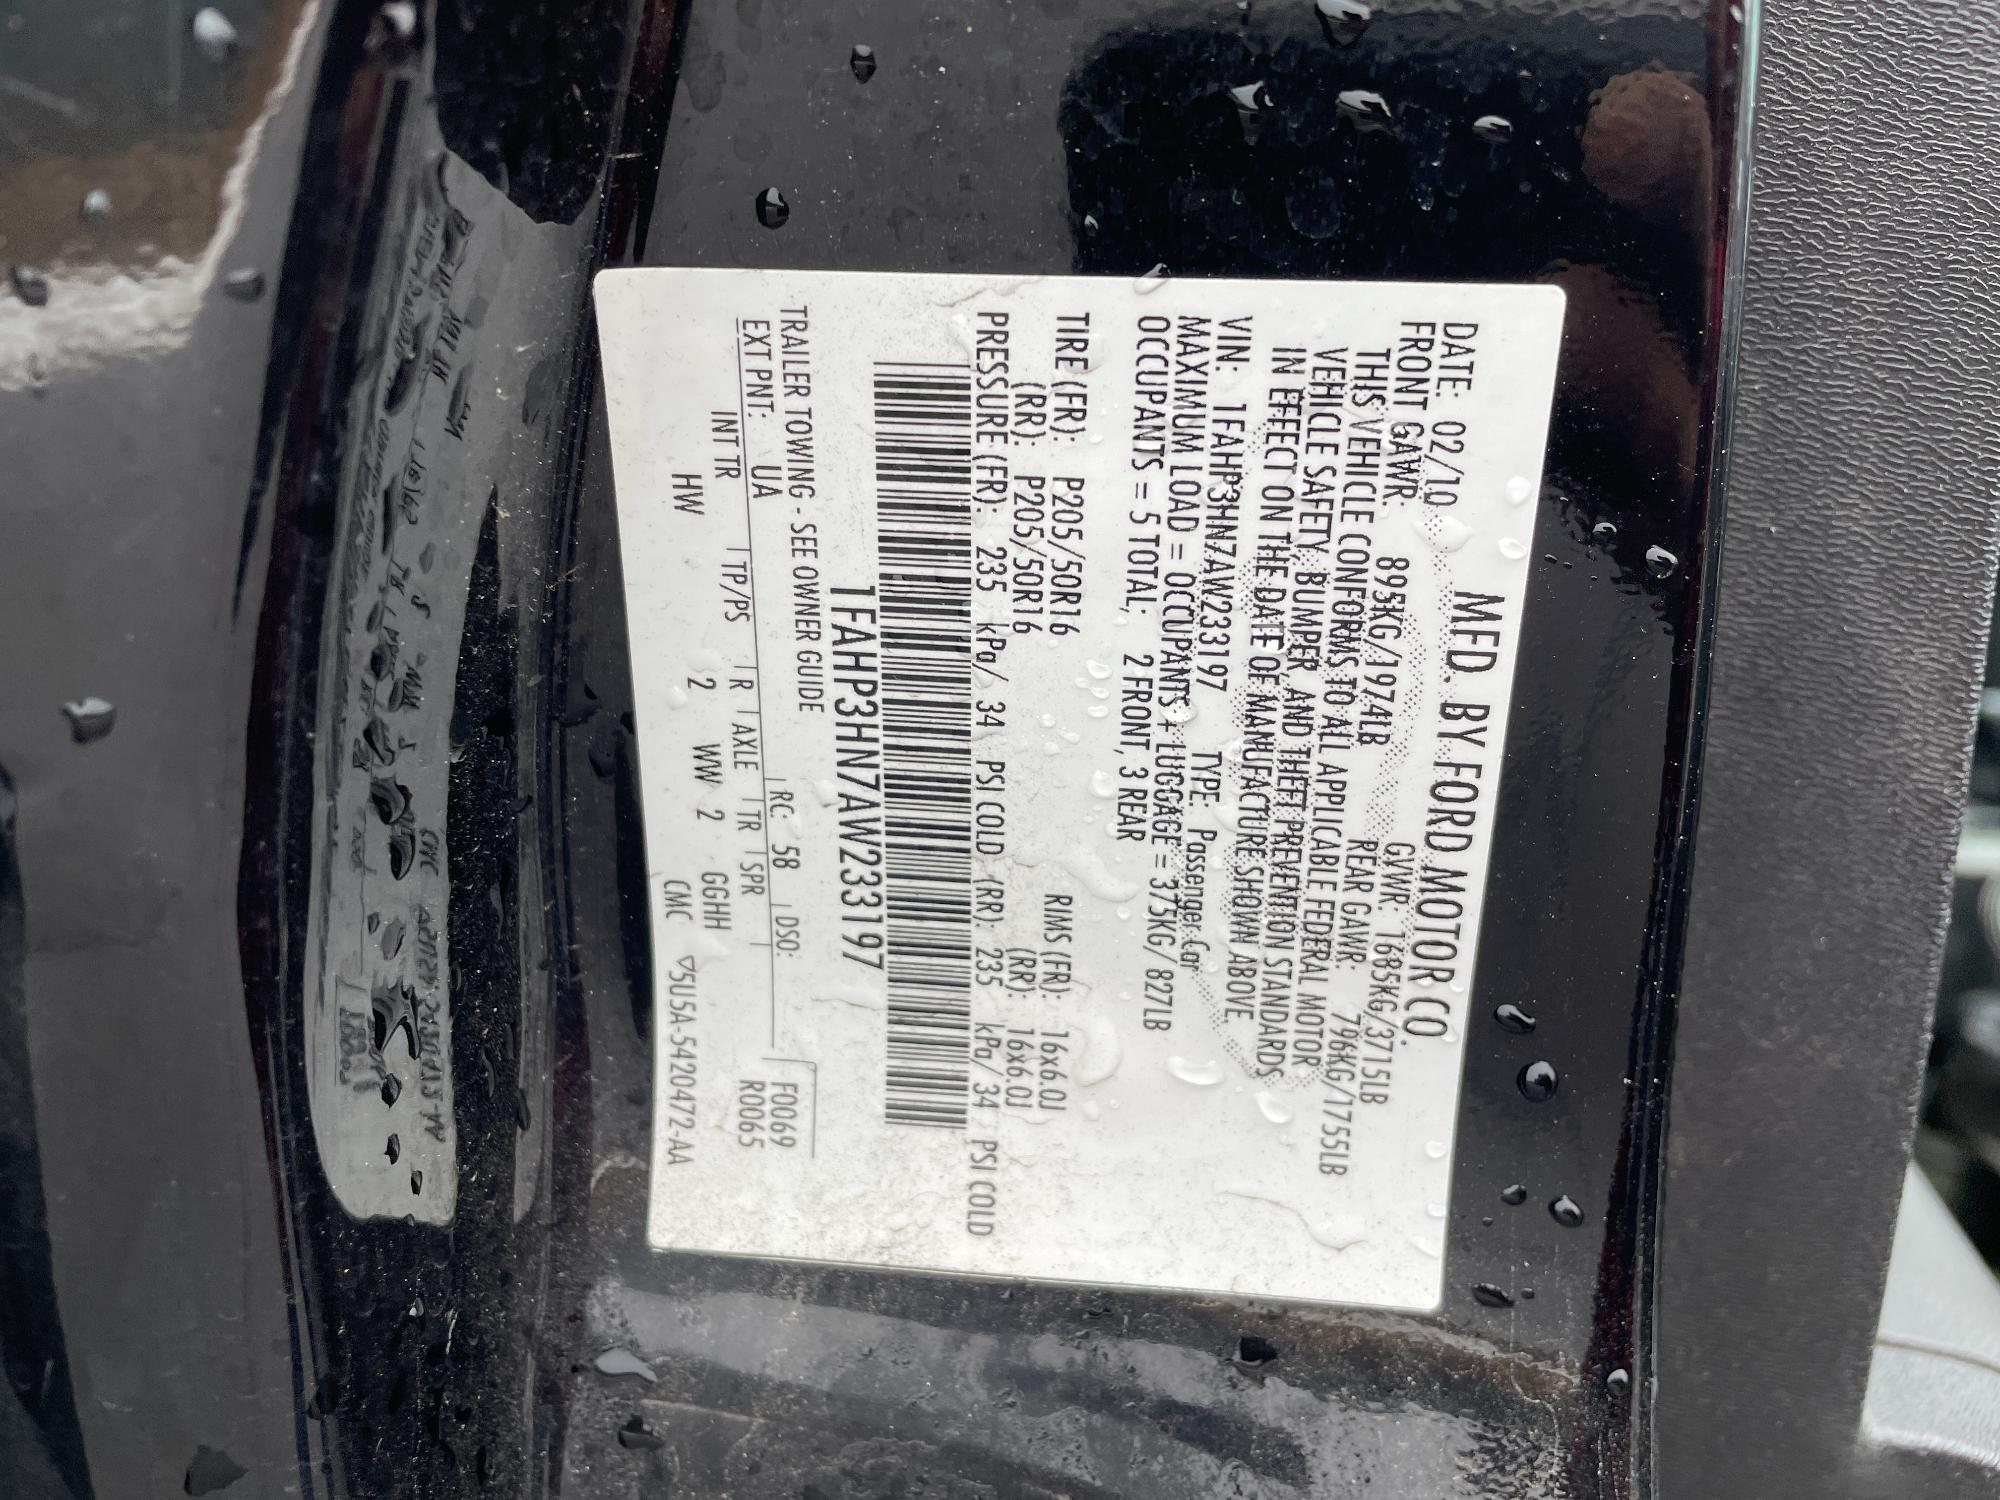 MFD. BY FORD MOTOR CO.
DATE: 02/10 GVWR: 1685KG/3715LB
FRONT GAWR: 895KG/1974LB REAR GAWR: 796KG/1755LB
THIS VEHICLE CONFORMS TO ALL APPLICABLE FEDERAL MOTOR
VEHICLE SAFETY, BUMPER, AND THEFT PREVENTION STANDARDS
IN EFFECT ON THE DATE OF MANUFACTURE SHOWN ABOVE.
VIN: 1FAHP3HN7AW233197 TYPE: Passenger Car
MAXIMUM LOAD = OCCUPANTS + LUGGAGE = 375KG / 827LB
OCCUPANTS = 5 TOTAL; 2 FRONT, 3 REAR
TIRE (FR): P205/50R16 RIMS (FR): 16x6.0J
(RR): P205/50R16 (RR): 16x6.0J
PRESSURE (FR): 235 kPa/ 34 PSI COLD (RR): 235 kPa/ 34 PSI COLD
1FAHP3HN7AW233197
TRAILER TOWING - SEE OWNER GUIDE
F0069
EXT PNT: UA RC: 58 DSO: R0065
INT TR TP/PS R AXLE TR SPR
HW 2 WW 2 GGHH
CMC 5U5A-5420472-AA